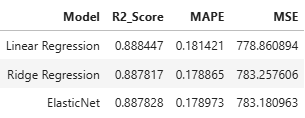 Model R2_Score MAPE MSE
Linear Regression 0.888447 0.181421 778.860894
Ridge Regression 0.887817 0.178865 783.257606
ElasticNet 0.887828 0.178973 783.180963